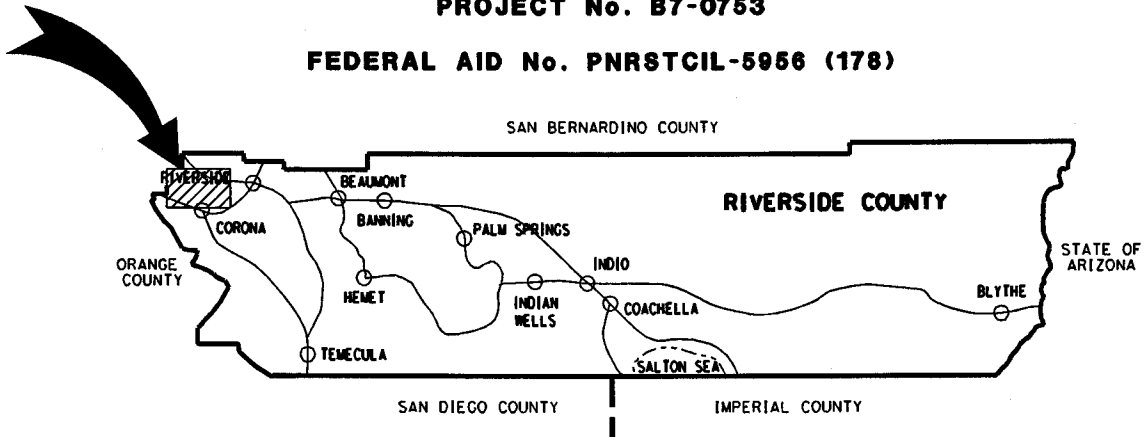 PROJECT No. B7-0753
FEDERAL AID No. PNRSTCIL-5956 (178)
SAN BERNARDINO COUNTY
RIVERSIDE
BEAUMONT
BANNING
RIVERSIDE COUNTY
CORONA
PALM SPRINGS
ORANGE
COUNTY
STATE OF
ARIZONA
HEMET
INDIO
INDIAN
WELLS
COACHELLA
BLYTHE
TEMECULA
SALTON SEA
SAN DIEGO COUNTY
IMPERIAL COUNTY